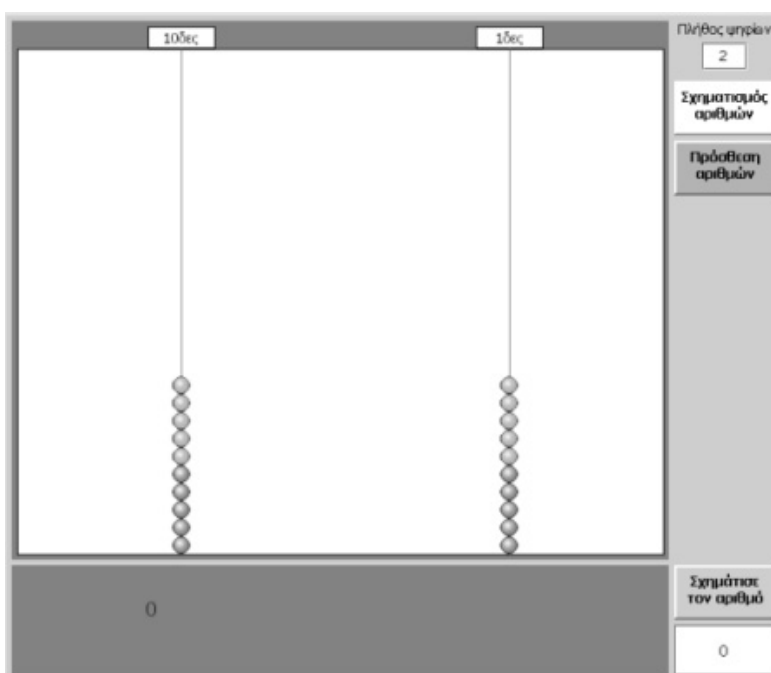 10δες
1δες
Πλήθος ψηφίων
2
Σχηματισμός
αριθμών
Πρόσθεση
αριθμών
0
Σχημάτισε
τον αριθμό
0